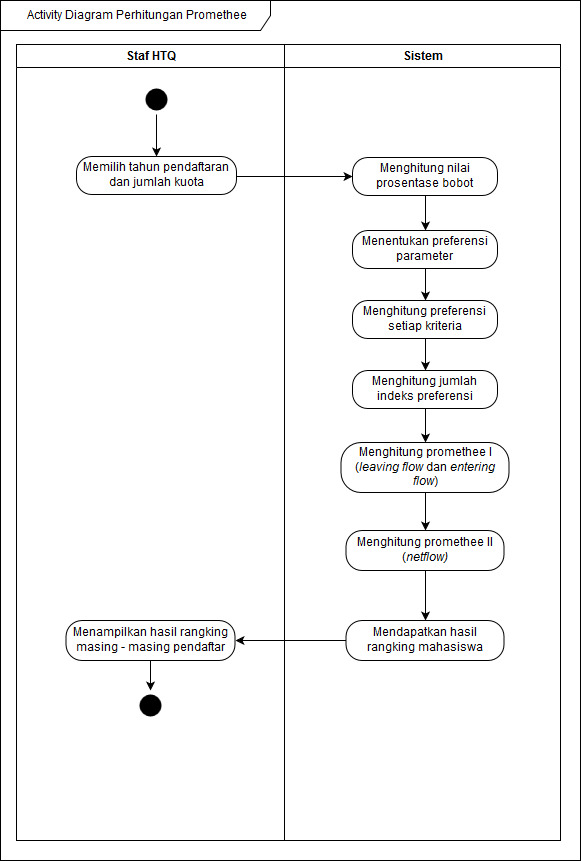 Activity Diagram Perhitungan Promethee
Staf HTQ
Sistem
Memilih tahun pendaftaran
dan jumlah kuota
Menghitung nilai
prosentase bobot
Menentukan preferensi
parameter
Menghitung preferensi
setiap kriteria
Menghitung jumlah
indeks preferensi
Menghitung promethee I
(leaving flow dan entering
flow)
Menghitung promethee II
(netflow)
Mendapatkan hasil
rangking mahasiswa
Menampilkan hasil rangking
masing - masing pendaftar